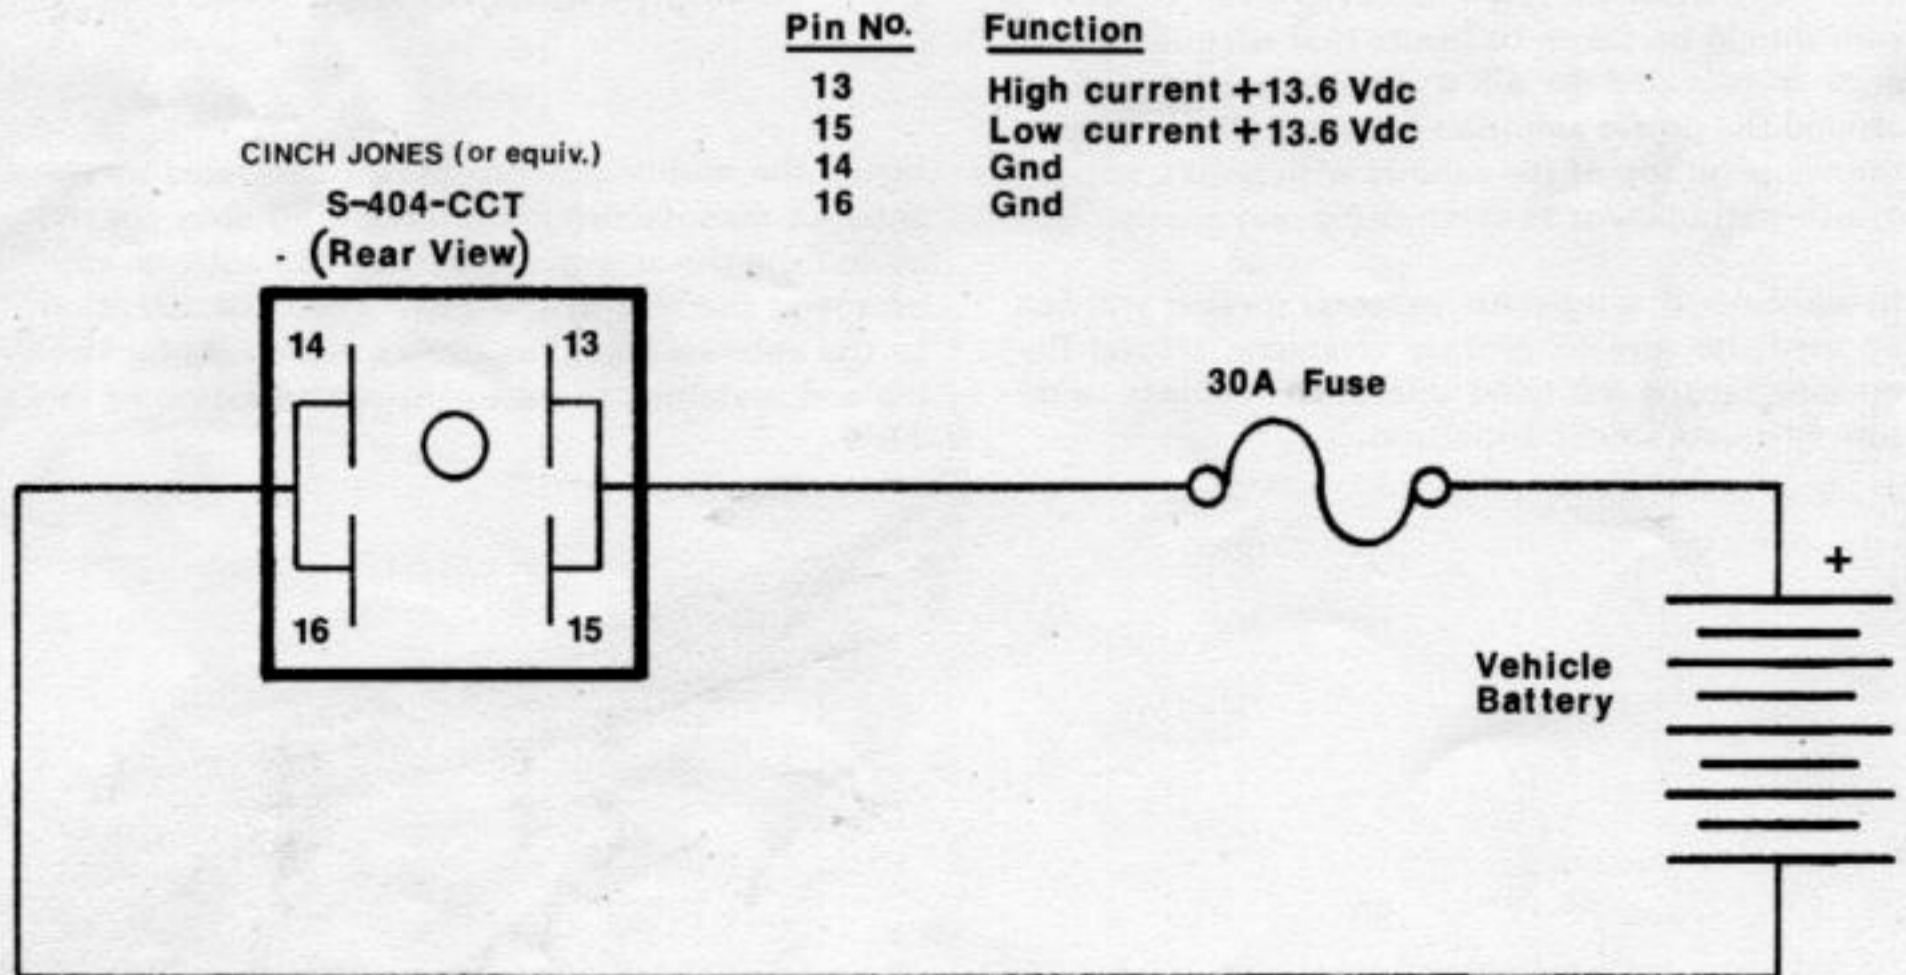 Pin No. Function
13 High current +13.6 Vdc
15 Low current +13.6 Vdc
14 Gnd
16 Gnd
CINCH JONES (or equiv.)
S-404-CCT
(Rear View)
14 13
16 15
30A Fuse
+
Vehicle
Battery